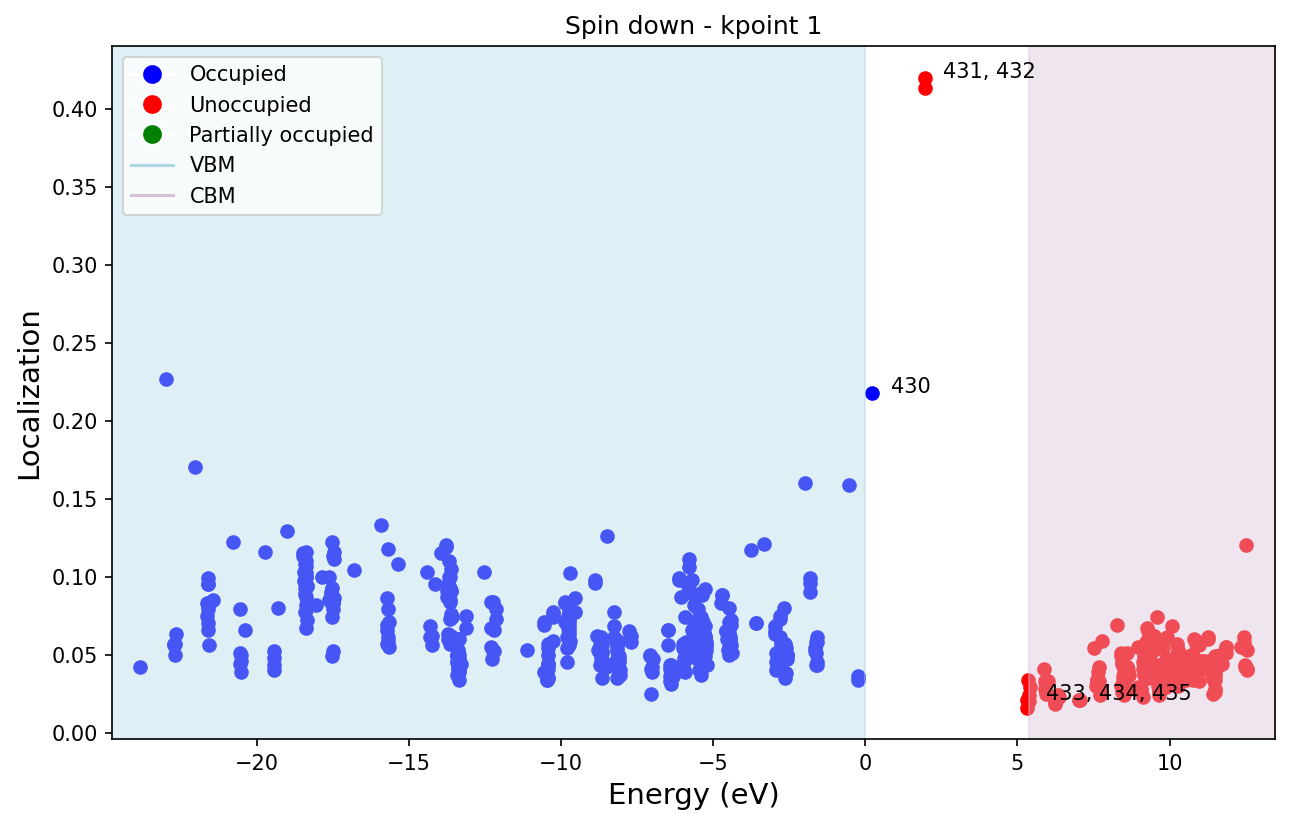 Spin down - kpoint 1
Occupied
Unoccupied
Partially occupied
VBM
CBM
431, 432
430
433, 434, 435
0.40
0.35
0.30
0.25
0.20
0.15
0.10
0.05
0.00
Localization
−20
−15
−10
−5
0
5
10
Energy (eV)